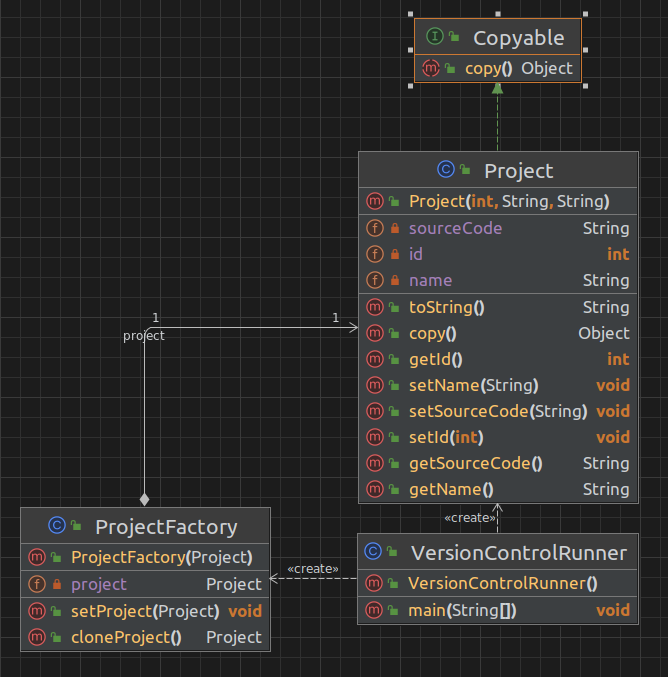 Copyable
copy() Object
Project
Project(int, String, String)
sourceCode String
id int
name String
toString() String
copy() Object
getId() int
setName(String) void
setSourceCode(String) void
setId(int) void
getSourceCode() String
getName() String
1
1
project
«create»
ProjectFactory
ProjectFactory(Project)
project Project
setProject(Project) void
cloneProject() Project
«create»
VersionControlRunner
VersionControlRunner()
main(String[]) void